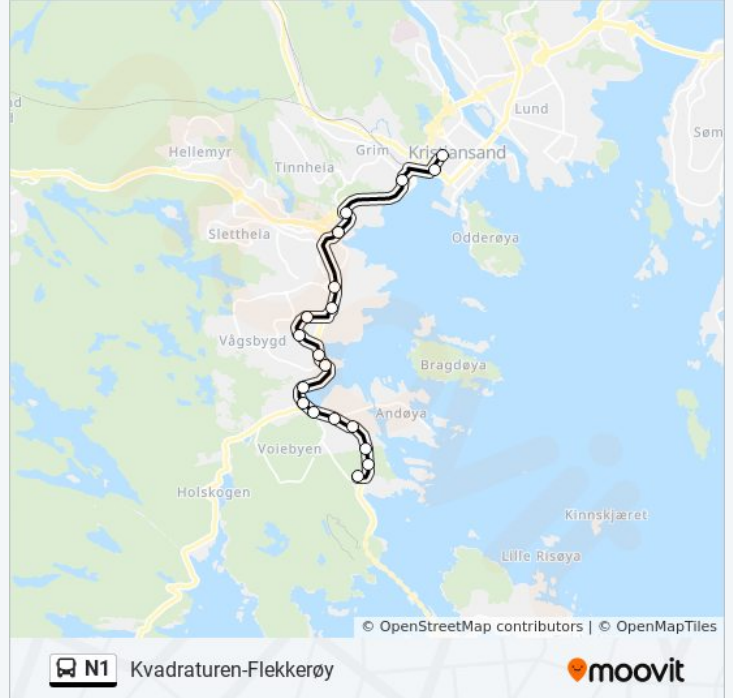 Lund
Kristiansand
Grim
Hellemyr
Tinnheia
Søm
Slettheia
Odderøya
Vågsbygd
Bragdøya
Andøya
Voiebyen
Holskogen
Kinnskjæret
Lille Risøya
© OpenStreetMap contributors | © OpenMapTiles
N1 Kvadraturen-Flekkerøy
moovit